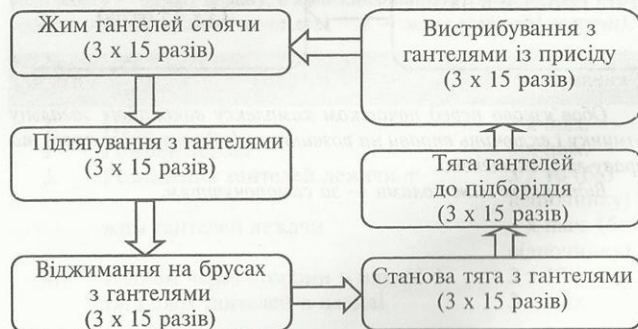 Жим гантелей стоячи
(3 х 15 разів)
Вистрибування з
гантелями із присіду
(3 х 15 разів)
Підтягування з гантелями
(3 х 15 разів)
Тяга гантелей
до підборіддя
(3 х 15 разів)
Віджимання на брусах
з гантелями
(3 х 15 разів)
Станова тяга з гантелями
(3 х 15 разів)